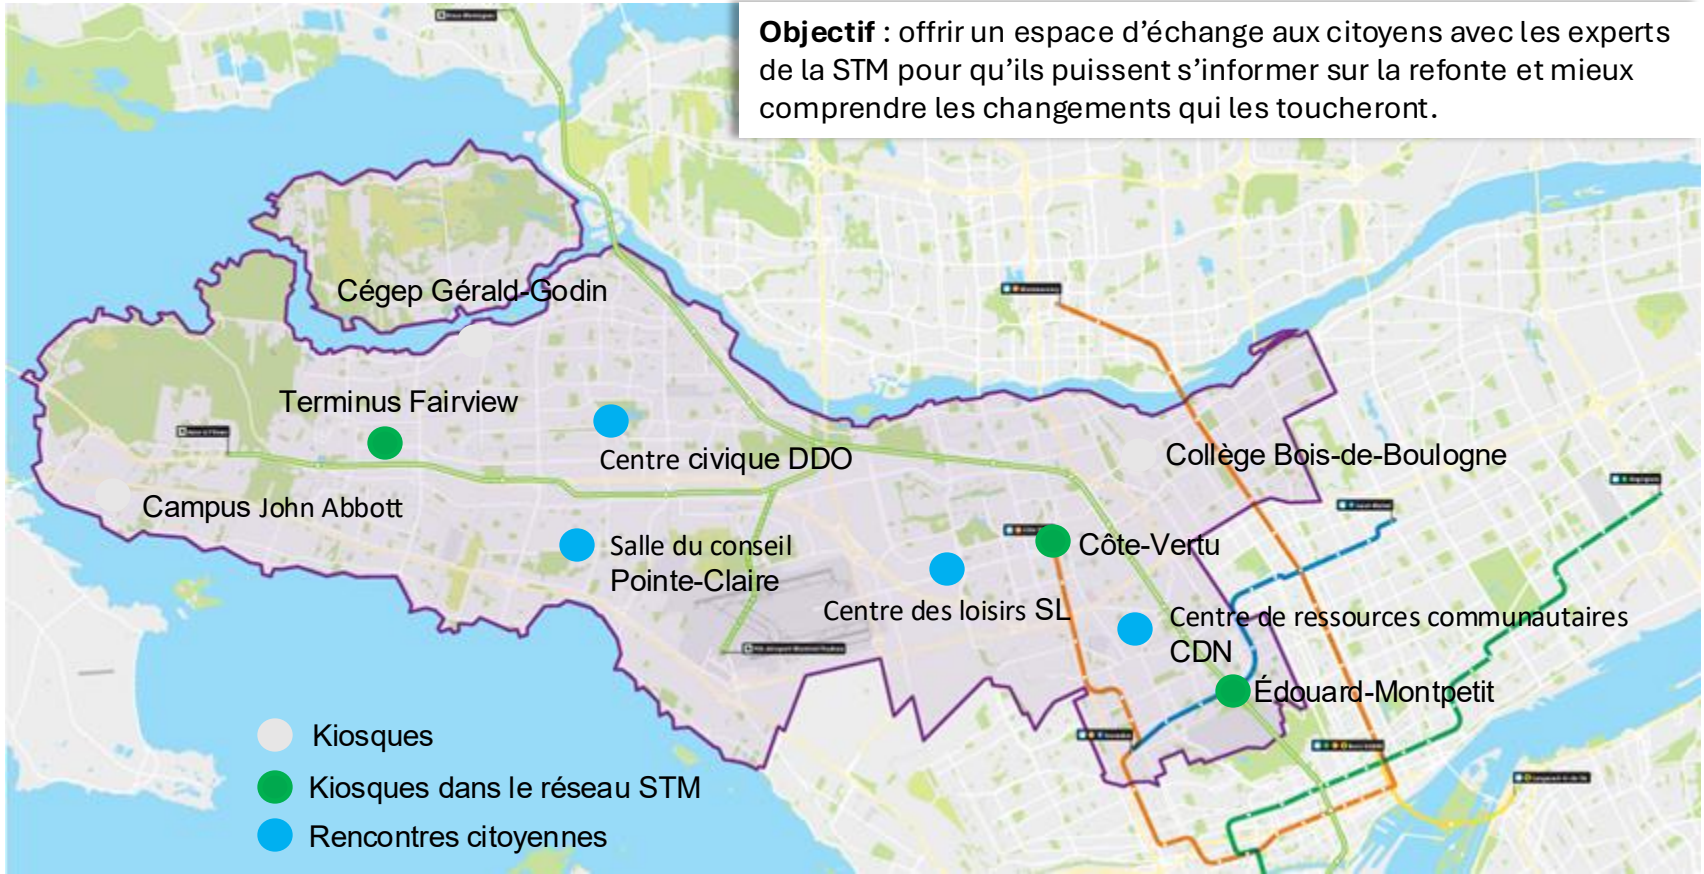 Objectif : offrir un espace d’échange aux citoyens avec les experts
de la STM pour qu’ils puissent s’informer sur la refonte et mieux
comprendre les changements qui les toucheront.
Cégep Gérald-Godin
Terminus Fairview
Centre civique DDO
Collège Bois-de-Boulogne
Campus John Abbott
Salle du conseil
Pointe-Claire
Côte-Vertu
Centre des loisirs SL
Centre de ressources communautaires
CDN
Édouard-Montpetit
Kiosques
Kiosques dans le réseau STM
Rencontres citoyennes